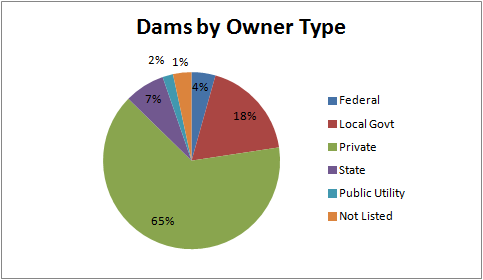 Dams by Owner Type
2%
1%
4%
7%
18%
65%
Federal
Local Govt
Private
State
Public Utility
Not Listed